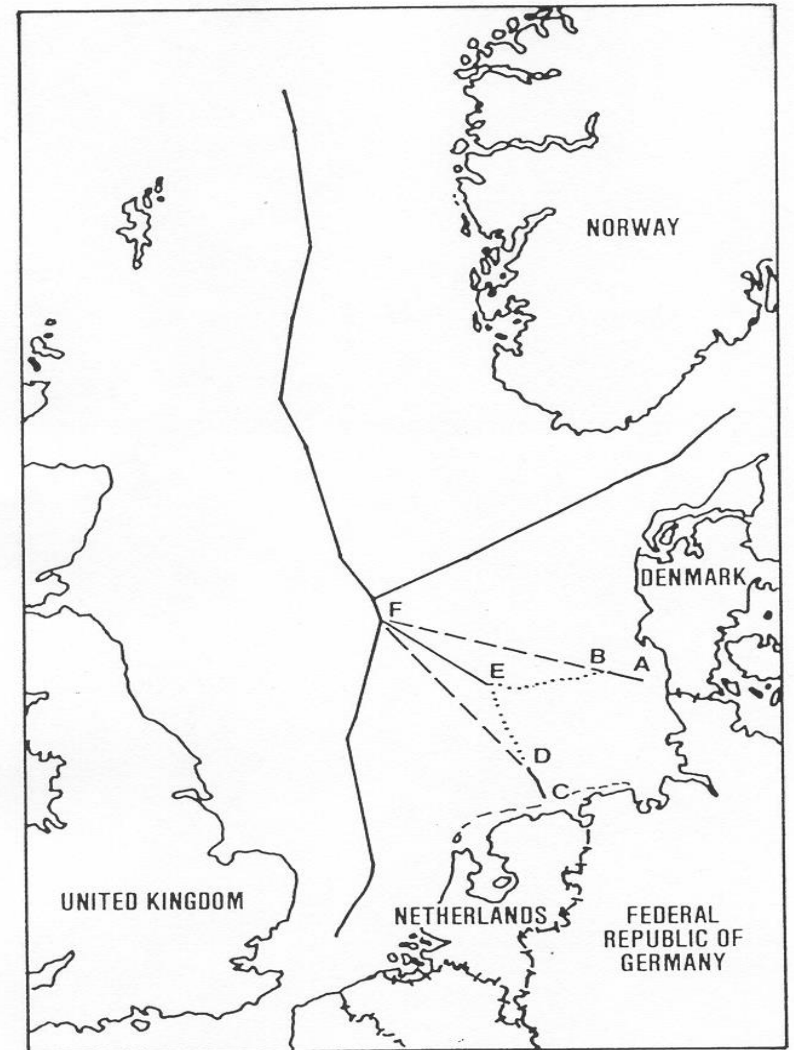 NORWAY
DENMARK
F
E
B
A
D
C
UNITED KINGDOM
NETHERLANDS
FEDERAL
REPUBLIC OF
GERMANY